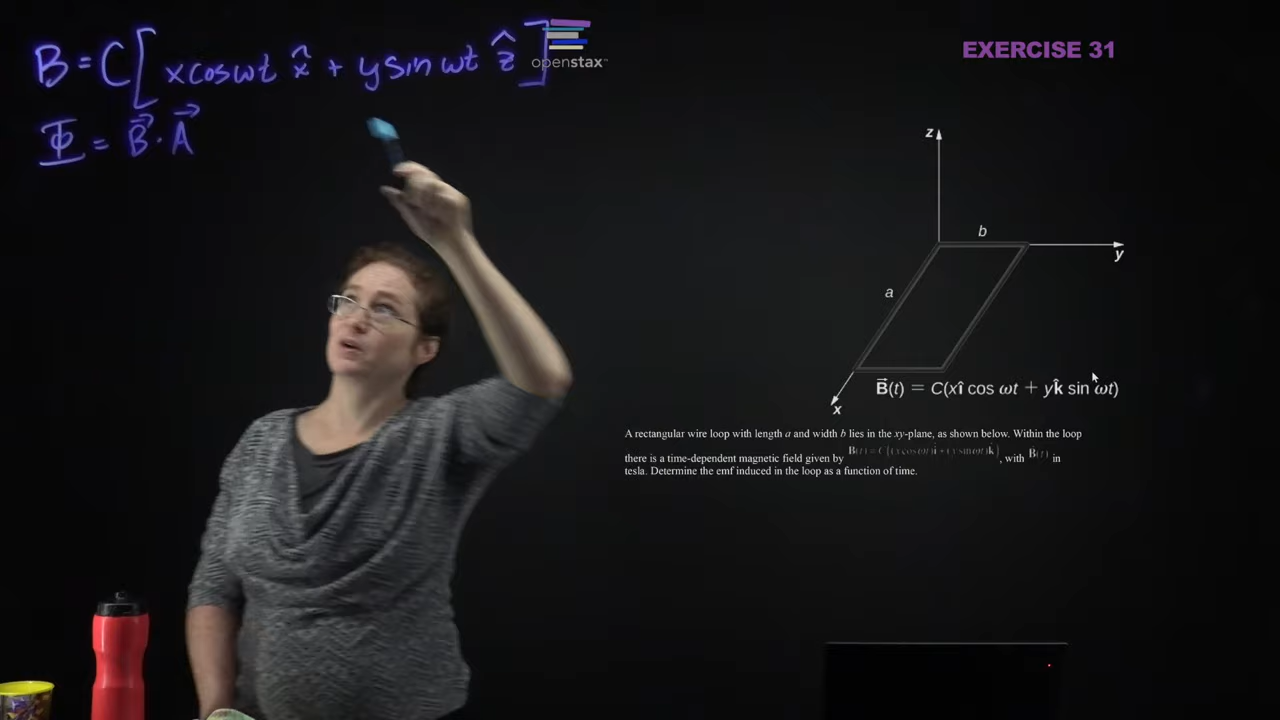 B = C[x cos ωt x̂ + y sin ωt ẑ]
openstax™
Φ = B⃗ · A⃗
EXERCISE 31
z
b
y
a
B⃗(t) = C(xî cos ωt + yk̂ sin ωt)
x
A rectangular wire loop with length a and width b lies in the xy-plane, as shown below. Within the loop
there is a time-dependent magnetic field given by , with B⃗(t) in
tesla. Determine the emf induced in the loop as a function of time.